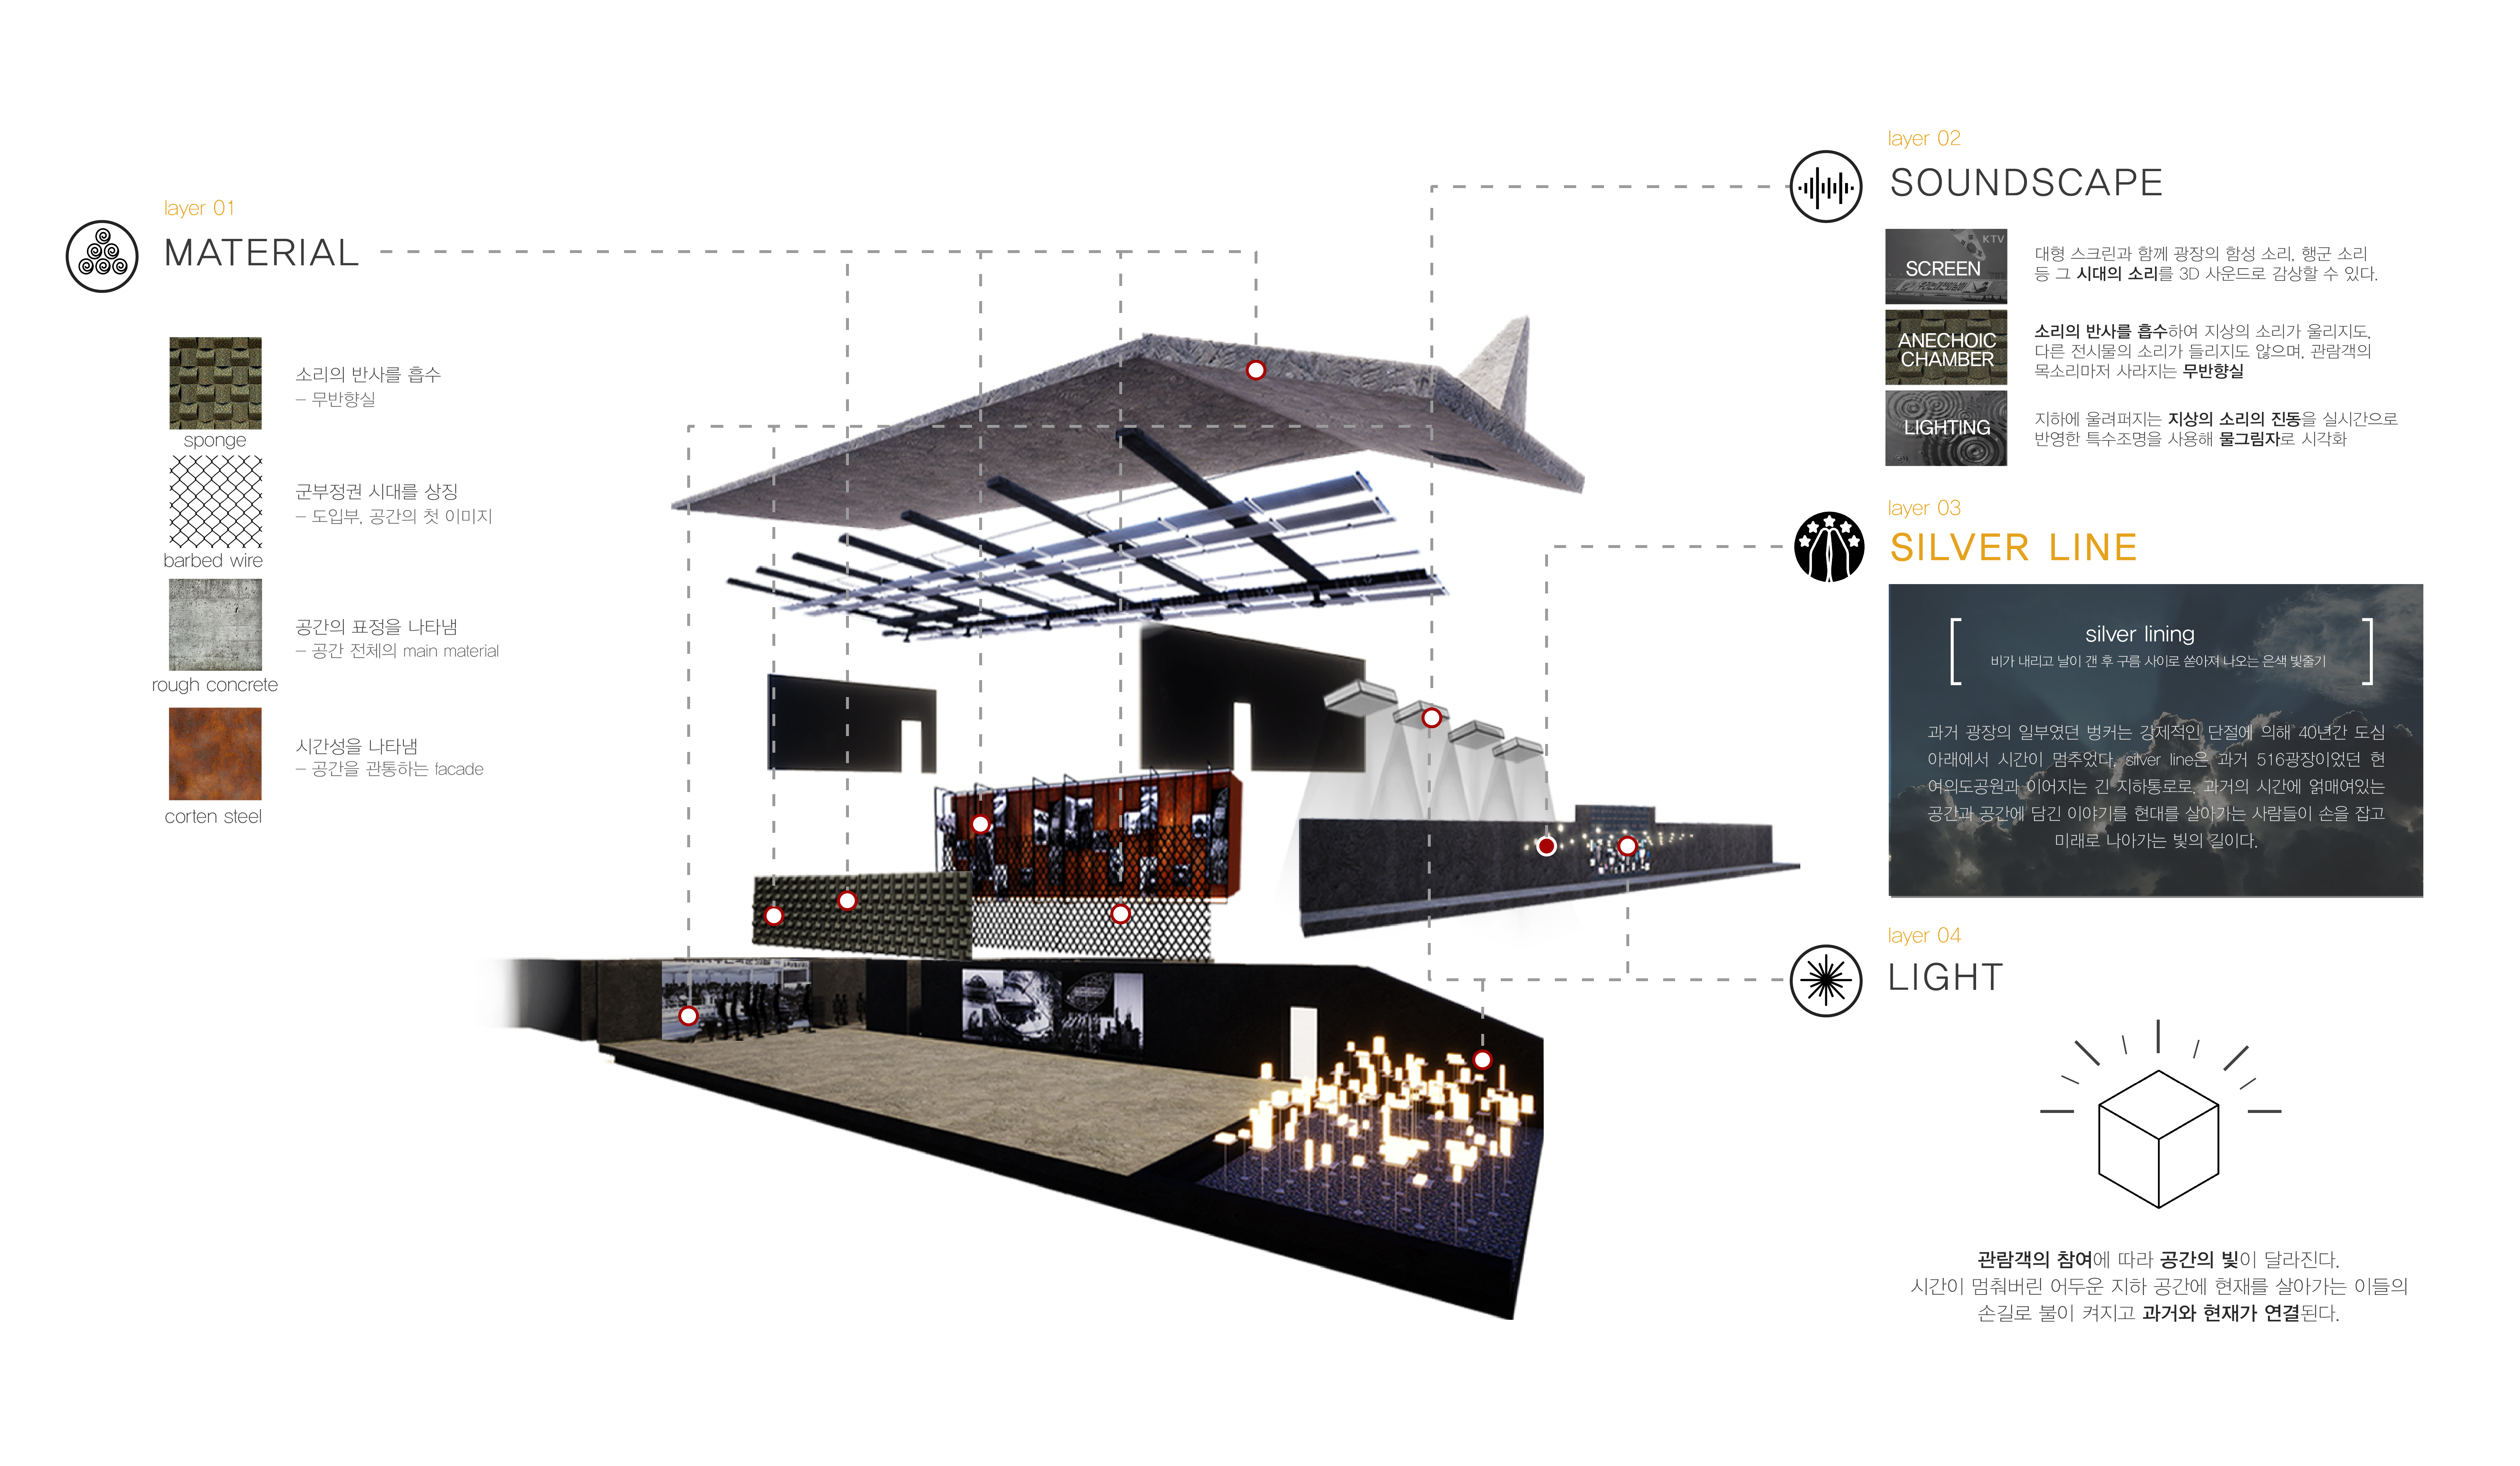 layer 01
MATERIAL
소리의 반사를 흡수
– 무반향실
sponge
군부정권 시대를 상징
– 도입부, 공간의 첫 이미지
barbed wire
공간의 표정을 나타냄
– 공간 전체의 main material
rough concrete
시간성을 나타냄
– 공간을 관통하는 facade
corten steel
layer 02
SOUNDSCAPE
KTV
SCREEN
대형 스크린과 함께 광장의 함성 소리, 행군 소리
등 그 시대의 소리를 3D 사운드로 감상할 수 있다.
ANECHOIC
CHAMBER
소리의 반사를 흡수하여 지상의 소리가 울리지도,
다른 전시물의 소리가 들리지도 않으며, 관람객의
목소리마저 사라지는 무반향실
LIGHTING
지하에 울려퍼지는 지상의 소리의 진동을 실시간으로
반영한 특수조명을 사용해 물그림자로 시각화
layer 03
SILVER LINE
silver lining
비가 내리고 날이 갠 후 구름 사이로 쏟아져 나오는 은색 빛줄기
과거 광장의 일부였던 벙커는 강제적인 단절에 의해 40년간 도심
아래에서 시간이 멈추었다. silver line은 과거 516광장이었던 현
여의도공원과 이어지는 긴 지하통로로, 과거의 시간에 얽매여있는
공간과 공간에 담긴 이야기를 현대를 살아가는 사람들이 손을 잡고
미래로 나아가는 빛의 길이다.
layer 04
LIGHT
관람객의 참여에 따라 공간의 빛이 달라진다.
시간이 멈춰버린 어두운 지하 공간에 현재를 살아가는 이들의
손길로 불이 켜지고 과거와 현재가 연결된다.